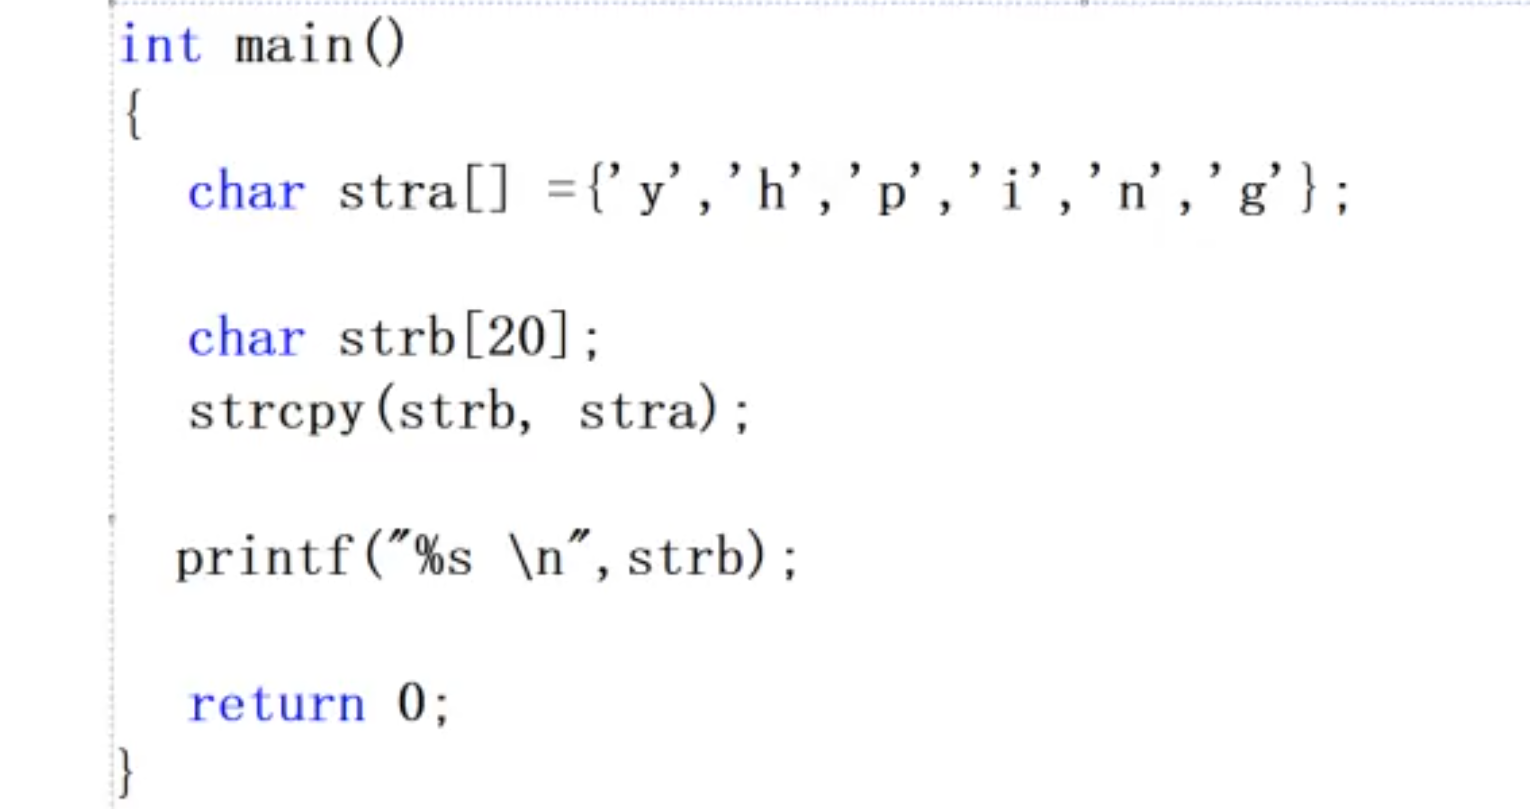 int main()
{
char stra[] ={'y','h','p','i','n','g'};
char strb[20];
strcpy(strb, stra);
printf("%s \n",strb);
return 0;
}